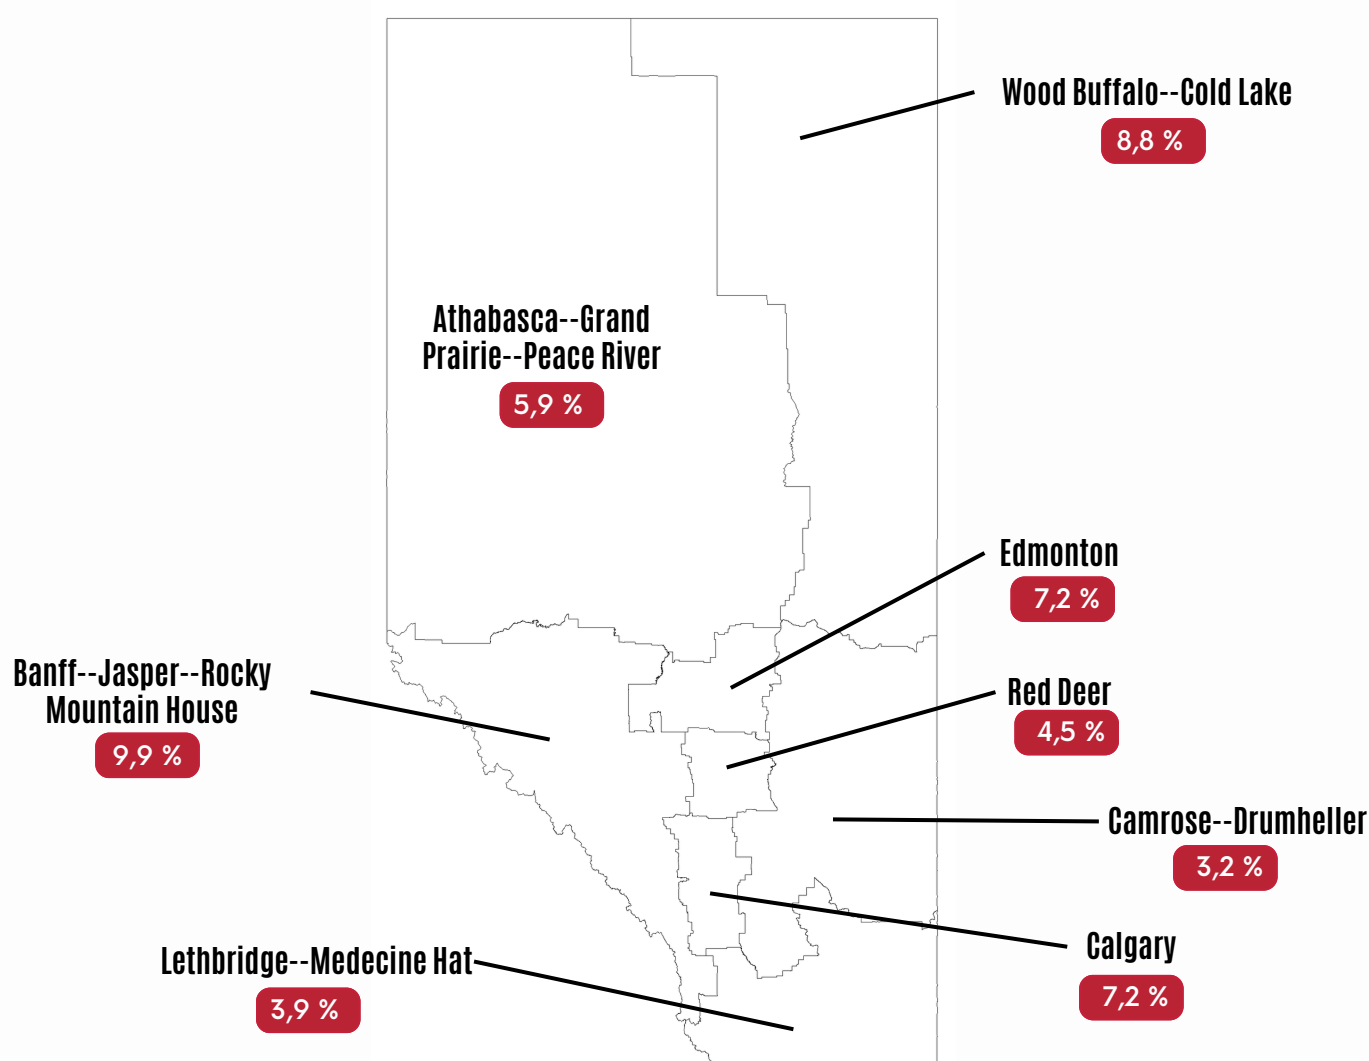 Wood Buffalo--Cold Lake
8,8 %
Athabasca--Grand
Prairie--Peace River
5,9 %
Edmonton
7,2 %
Banff--Jasper--Rocky
Mountain House
9,9 %
Red Deer
4,5 %
Camrose--Drumheller
3,2 %
Calgary
7,2 %
Lethbridge--Medecine Hat
3,9 %